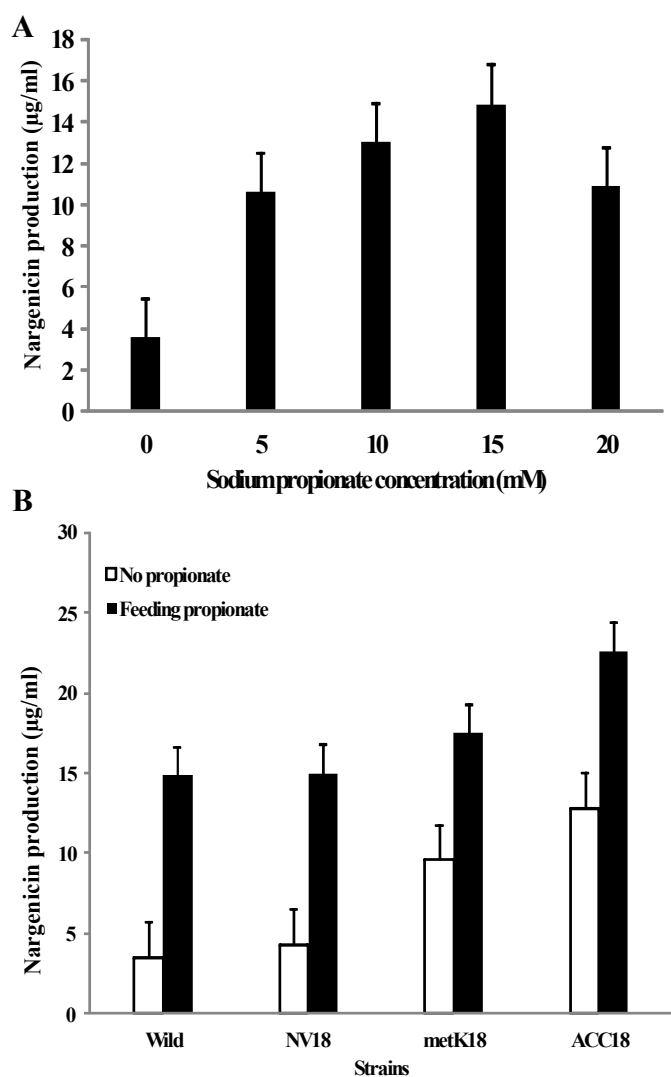 A
18
16
14
12
10
8
6
4
2
0
Nargenicin production (µg/ml)
0 5 10 15 20
Sodium propionate concentration (mM)
B
30
25
20
15
10
5
0
Nargenicin production (µg/ml)
No propionate
Feeding propionate
Wild NV18 metK18 ACC18
Strains